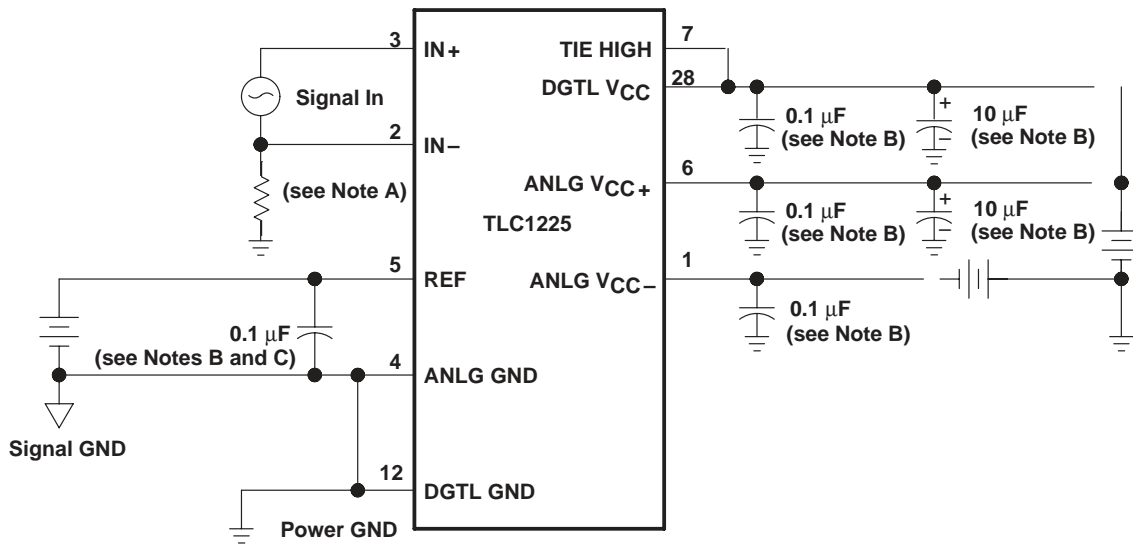 3
IN+
TIE HIGH
7
Signal In
DGTL VCC
28
2
IN–
0.1 μF
(see Note B)
+
–
10 μF
(see Note B)
(see Note A)
ANLG VCC+
6
TLC1225
0.1 μF
(see Note B)
+
–
10 μF
(see Note B)
5
REF
ANLG VCC–
1
0.1 μF
(see Notes B and C)
0.1 μF
(see Note B)
4
ANLG GND
Signal GND
12
DGTL GND
Power GND